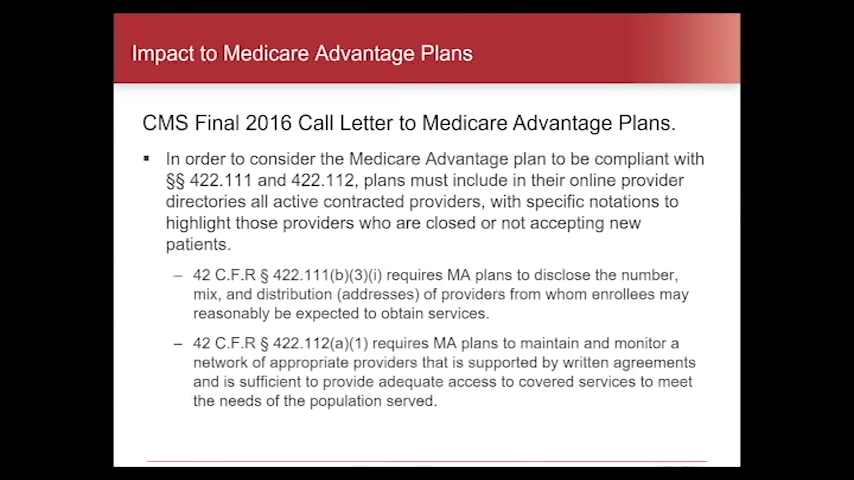 Impact to Medicare Advantage Plans
CMS Final 2016 Call Letter to Medicare Advantage Plans.
▪ In order to consider the Medicare Advantage plan to be compliant with
§§ 422.111 and 422.112, plans must include in their online provider
directories all active contracted providers, with specific notations to
highlight those providers who are closed or not accepting new
patients.
– 42 C.F.R § 422.111(b)(3)(i) requires MA plans to disclose the number,
mix, and distribution (addresses) of providers from whom enrollees may
reasonably be expected to obtain services.
– 42 C.F.R § 422.112(a)(1) requires MA plans to maintain and monitor a
network of appropriate providers that is supported by written agreements
and is sufficient to provide adequate access to covered services to meet
the needs of the population served.